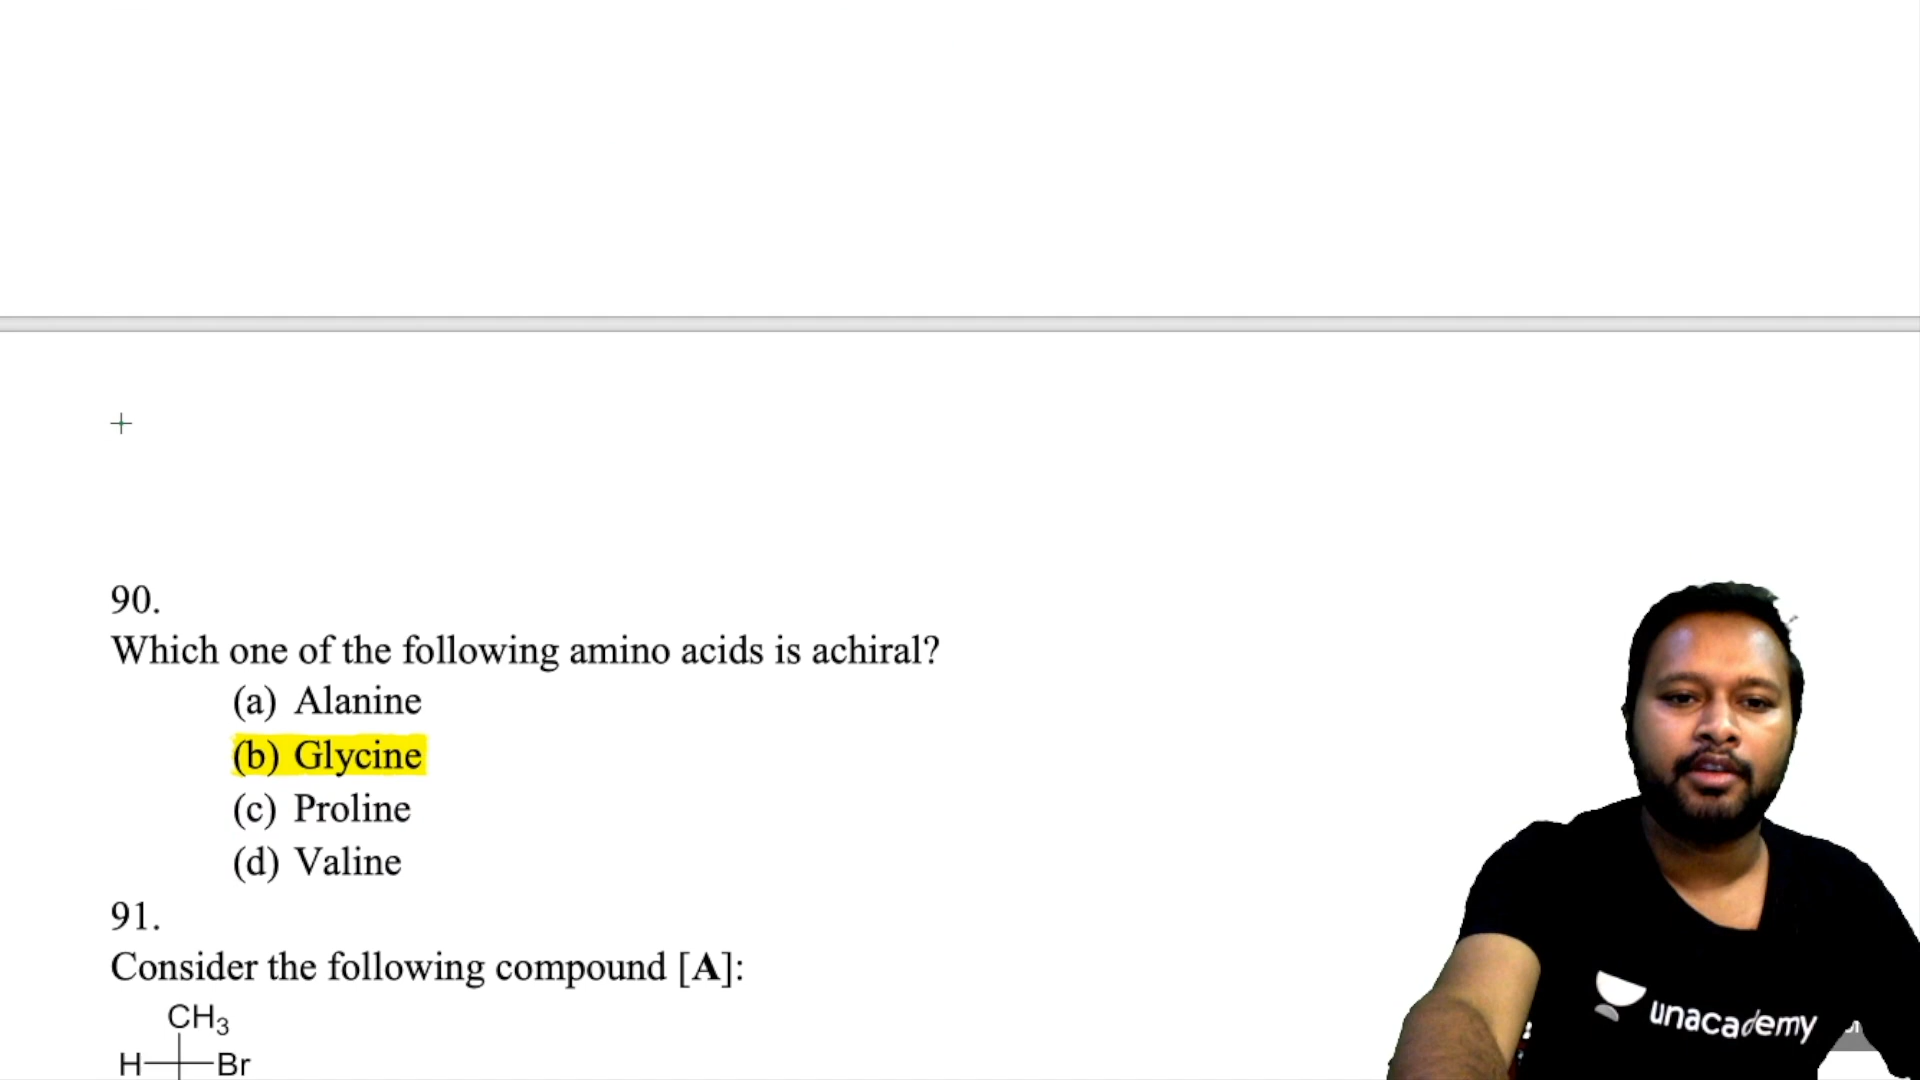 90.
Which one of the following amino acids is achiral?
(a) Alanine
(b) Glycine
(c) Proline
(d) Valine
91.
Consider the following compound [A]:
CH3
H Br
unacademy